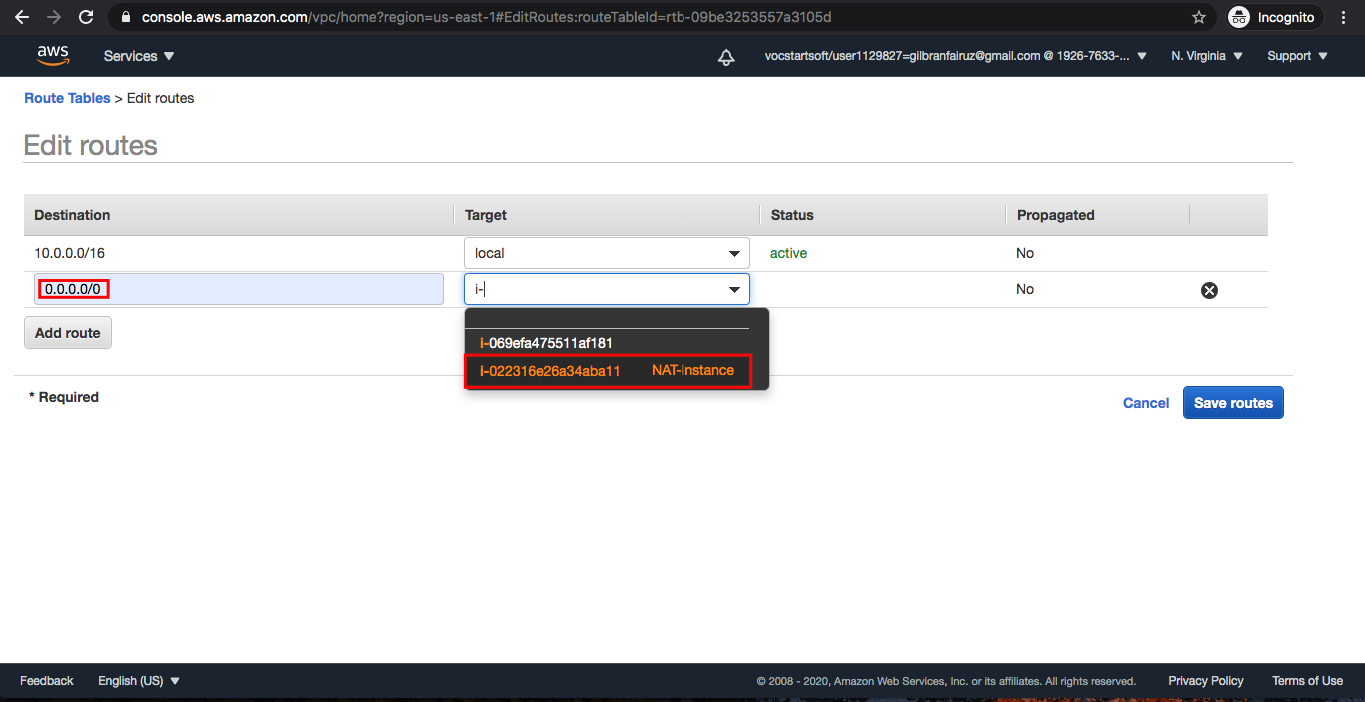 console.aws.amazon.com/vpc/home?region=us-east-1#EditRoutes:routeTableId=rtb-09be3253557a3105d Incognito
aws Services vocstartsoft/user1129827=gilbranfairuz@gmail.com @ 1926-7633-... N. Virginia Support
Route Tables > Edit routes
Edit routes
Destination Target Status Propagated
10.0.0.0/16 local active No
0.0.0.0/0 i- No
Add route
i-069efa475511af181
i-022316e26a34aba11 NAT-Instance
* Required
Cancel Save routes
Feedback English (US) © 2008 - 2020, Amazon Web Services, Inc. or its affiliates. All rights reserved. Privacy Policy Terms of Use